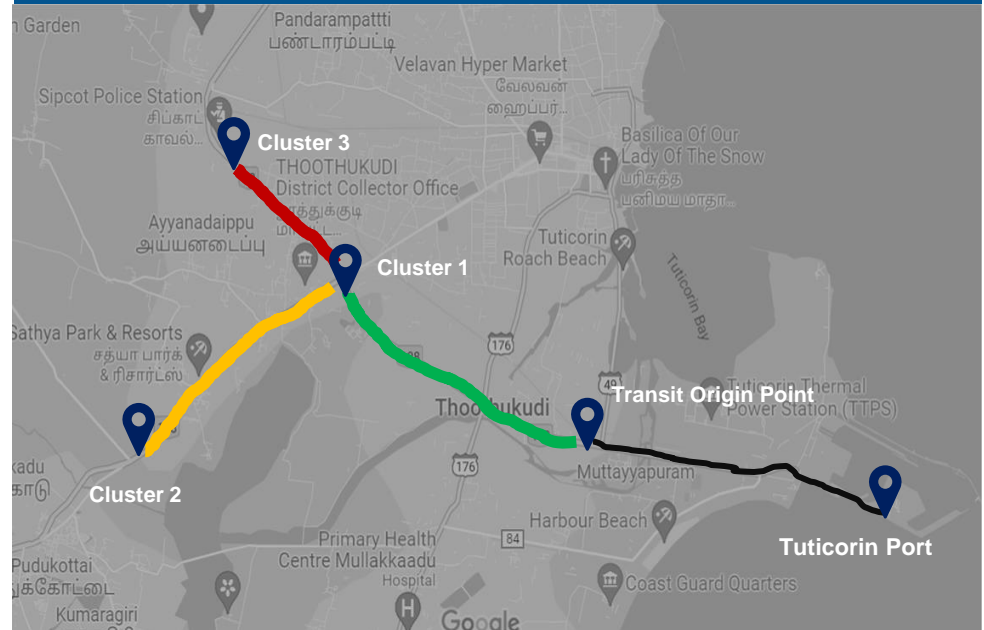 Garden
Pandarampattti
பண்டாரம்பட்டி
Velavan Hyper Market
வேலவன்
ஹைப்பர்...
Sipcot Police Station
சிப்காட்
காவல்...
Cluster 3
Basilica Of Our
Lady Of The Snow
பரிசுத்த
பனிமய மாதா...
THOOTHUKUDI
District Collector Office
Ayyanadaippu
அய்யனடைப்பு
Cluster 1
Tuticorin
Roach Beach
Tuticorin Bay
Sathya Park & Resorts
சத்யா பார்க்
& ரிசார்ட்ஸ்
176
49
Transit Origin Point
Tuticorin Thermal
Power Station (TTPS)
Thoothukudi
176
Muttayyapuram
Cluster 2
Harbour Beach
84
Tuticorin Port
Primary Health
Centre Mullakkaadu
Hospital
Pudukottai
Coast Guard Quarters
Kumaragiri
H
Google